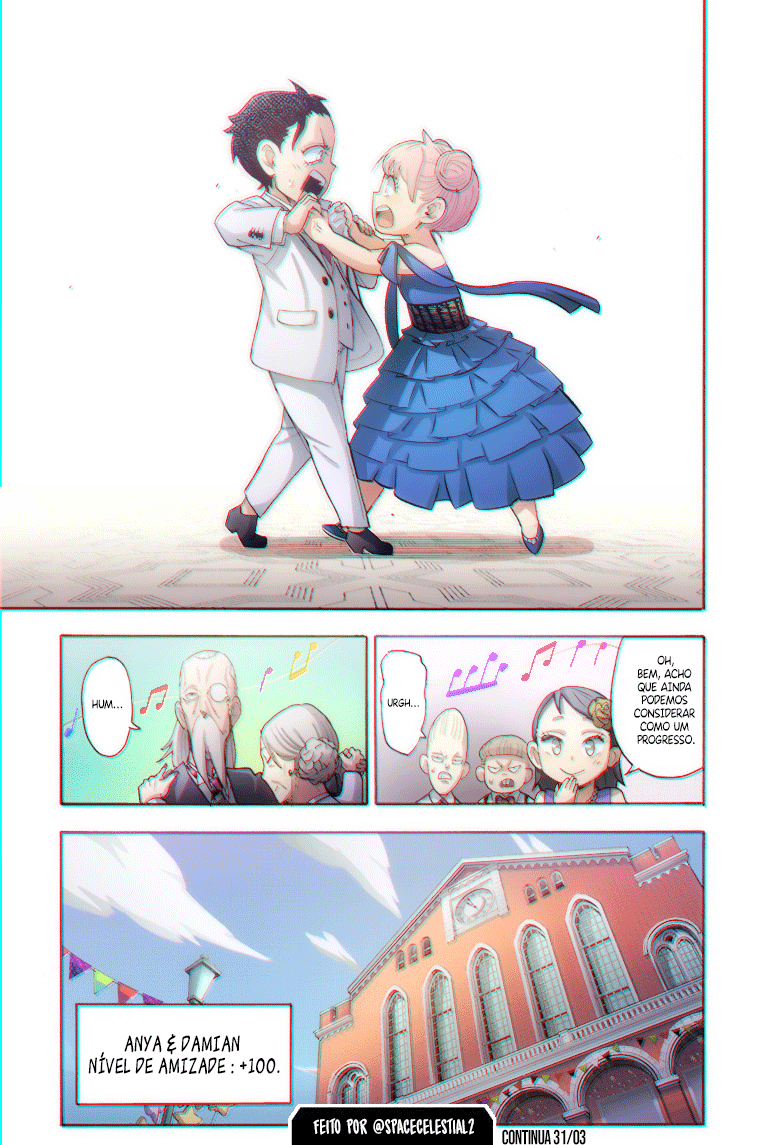 OH,
BEM, ACHO
QUE AINDA
PODEMOS
CONSIDERAR
COMO UM
PROGRESSO.
URGH...
HUM...
ANYA & DAMIAN
NÍVEL DE AMIZADE : +100.
FEITO POR @SPACECELESTIAL2
CONTINUA 31/03